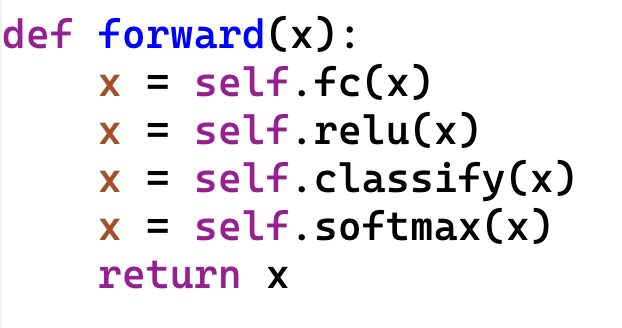 def forward(x):
    x = self.fc(x)
    x = self.relu(x)
    x = self.classify(x)
    x = self.softmax(x)
    return x